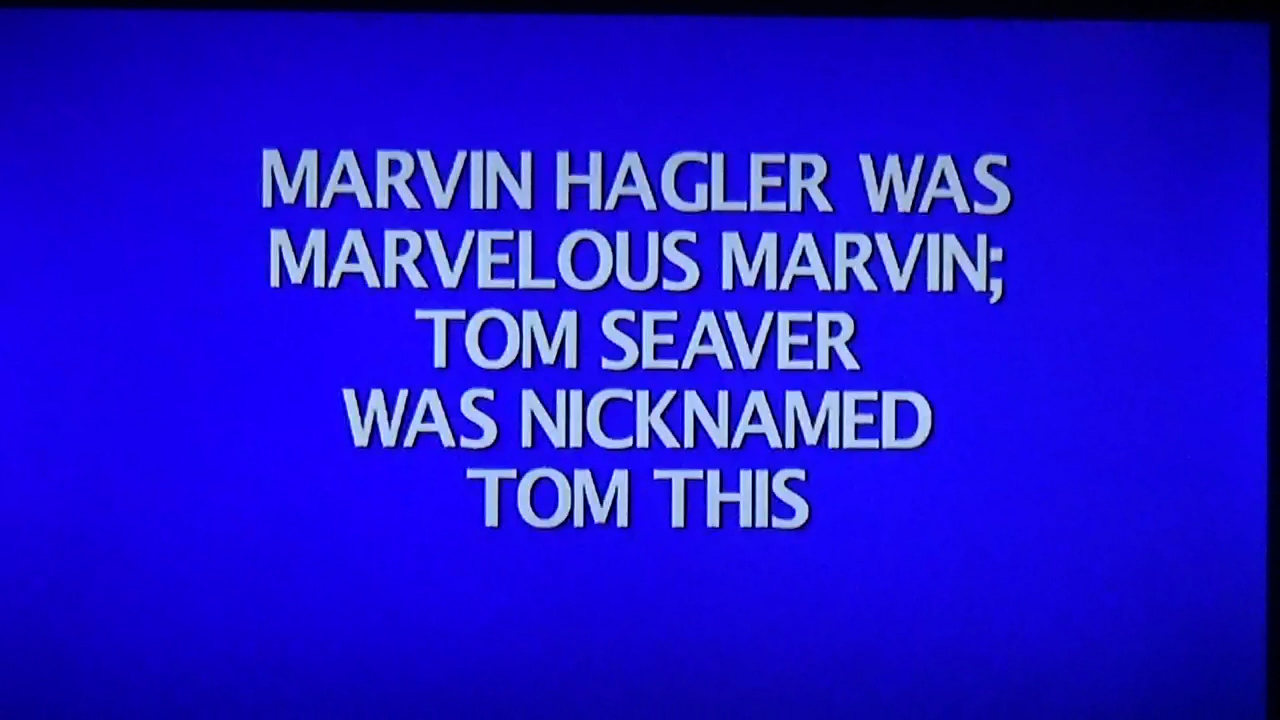 MARVIN HAGLER WAS
MARVELOUS MARVIN;
TOM SEAVER
WAS NICKNAMED
TOM THIS